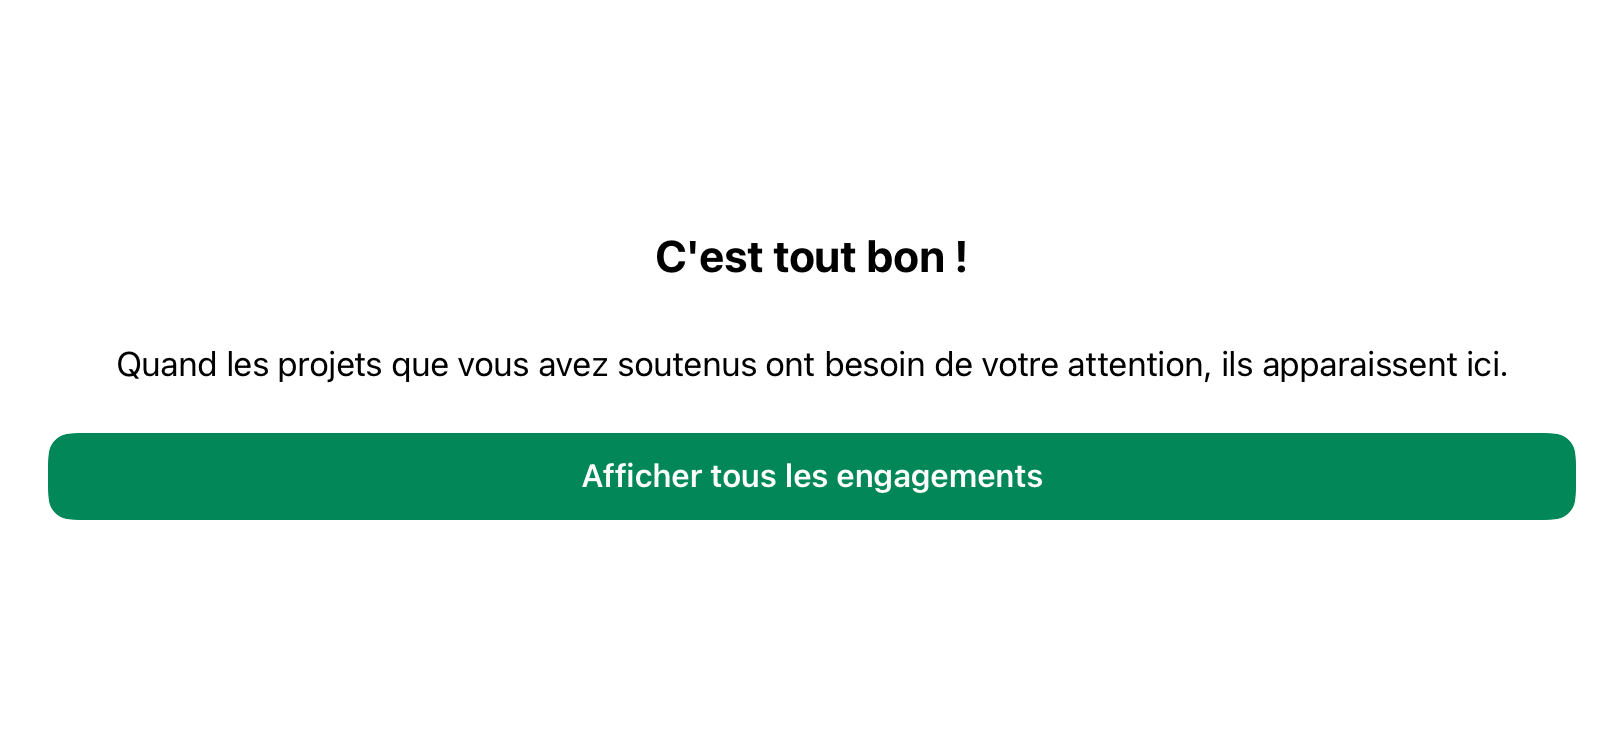 C'est tout bon !
Quand les projets que vous avez soutenus ont besoin de votre attention, ils apparaissent ici.
Afficher tous les engagements